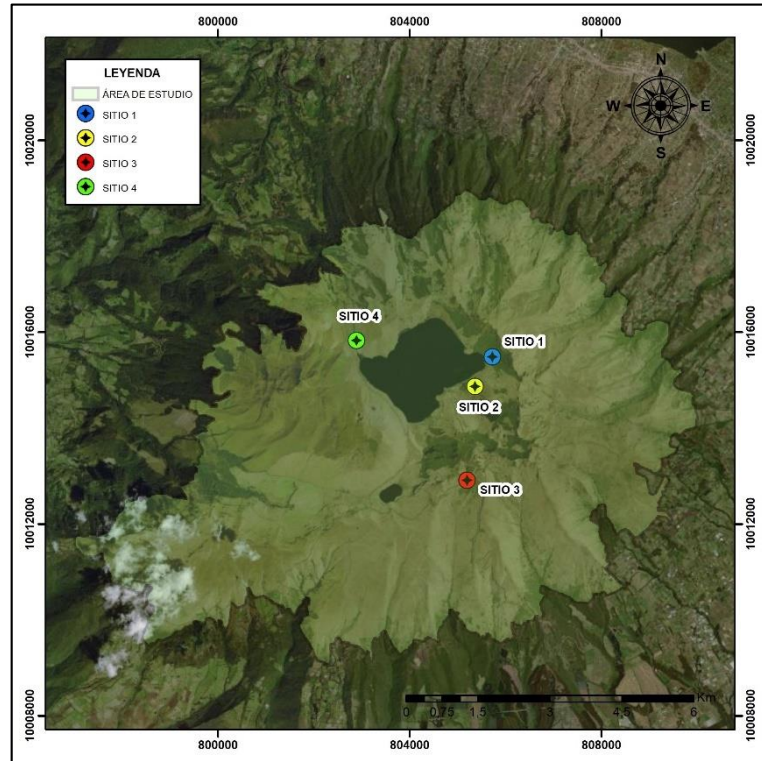 800000 804000 808000
LEYENDA
ÁREA DE ESTUDIO
SITIO 1
SITIO 2
SITIO 3
SITIO 4
N
W E
S
10020000 10020000
10016000 10016000
10012000 10012000
10008000 10008000
SITIO 4
SITIO 1
SITIO 2
SITIO 3
Km
0 0,75 1,5 3 4,5 6
800000 804000 808000